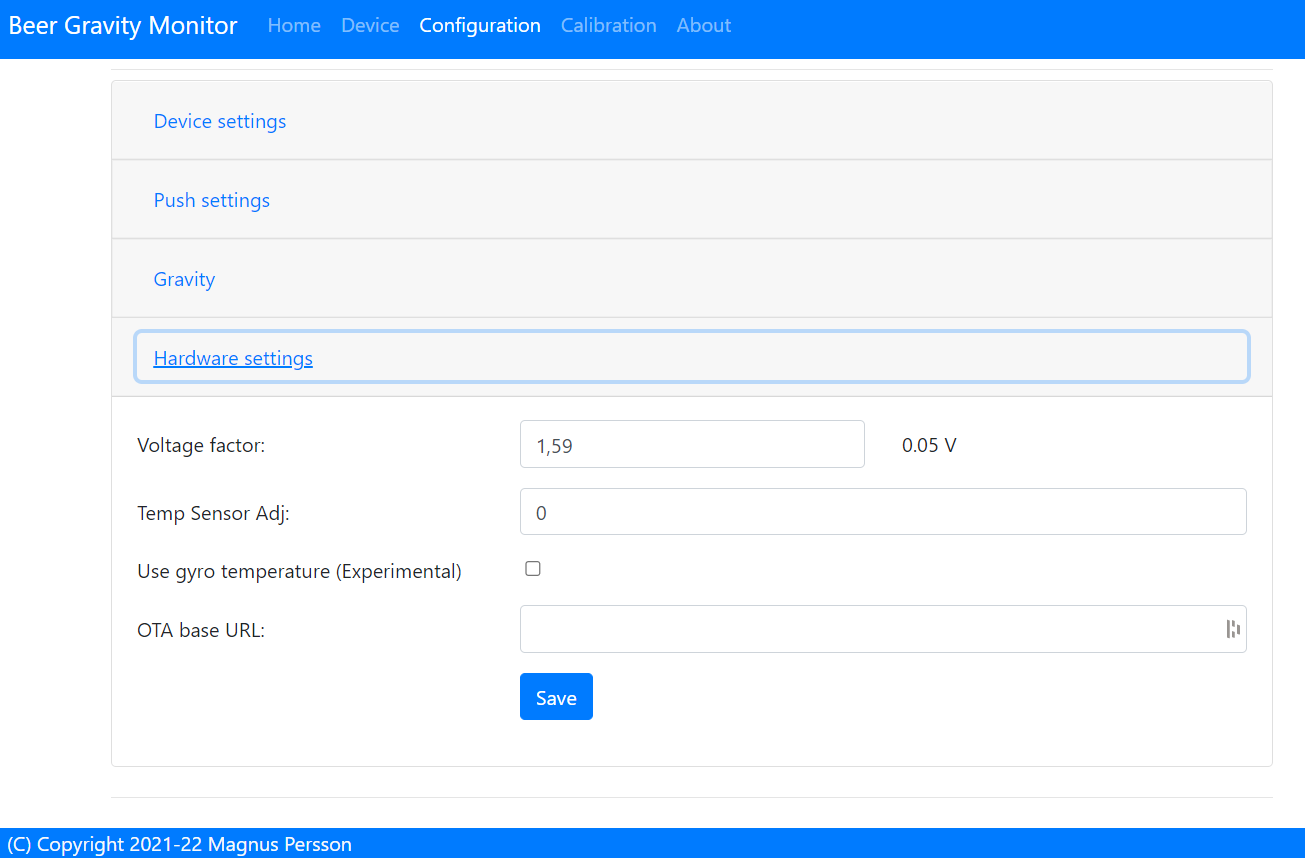 Beer Gravity Monitor Home Device Configuration Calibration About
Device settings
Push settings
Gravity
Hardware settings
Voltage factor: 1,59 0.05 V
Temp Sensor Adj: 0
Use gyro temperature (Experimental)
OTA base URL:
Save
(C) Copyright 2021-22 Magnus Persson